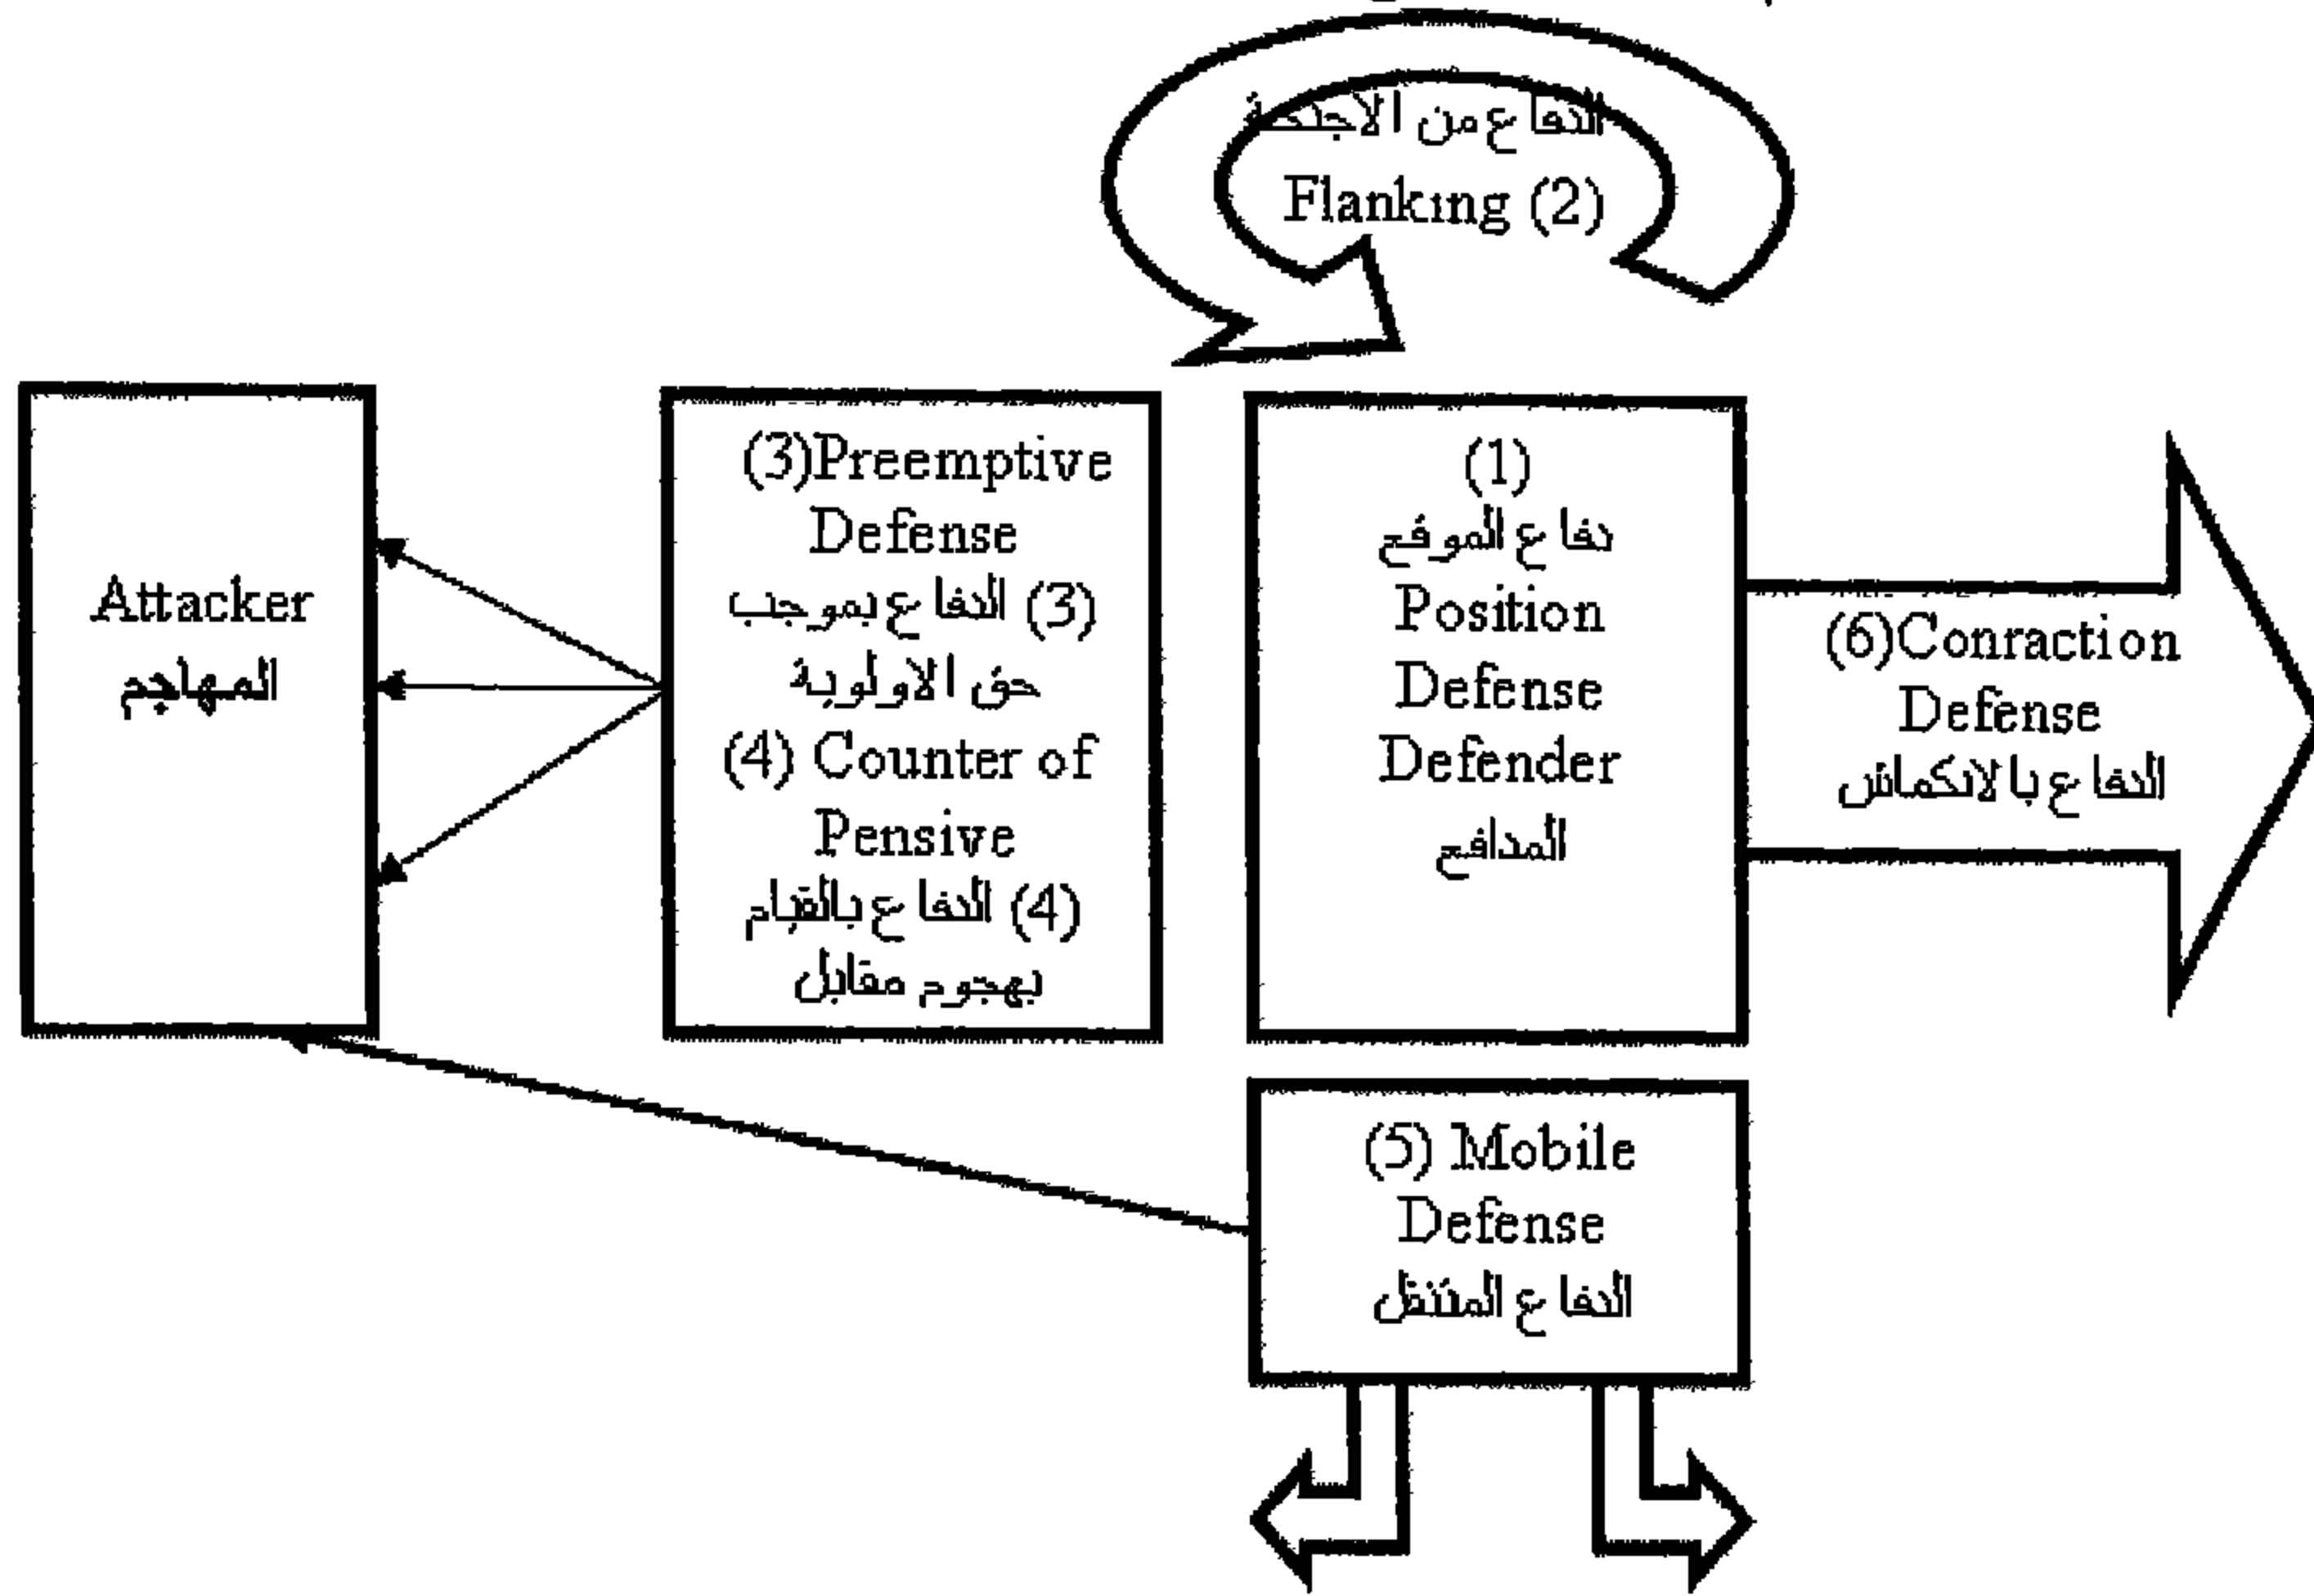 الدفاع من الاجنحة
Flanking (2)
Attacker
المهاجم
(3)Preemptive
Defense
(3) الدفاع بموجب
حق الاولوية
(4) Counter of
Pensive
(4) الدفاع بالقيام
بهجوم مقابل
(1)
دفاع الموقع
Position
Defense
Defender
المدافع
(6)Conraction
Defense
الدفاع بالانكماش
(5) Mobile
Defense
الدفاع المتنقل